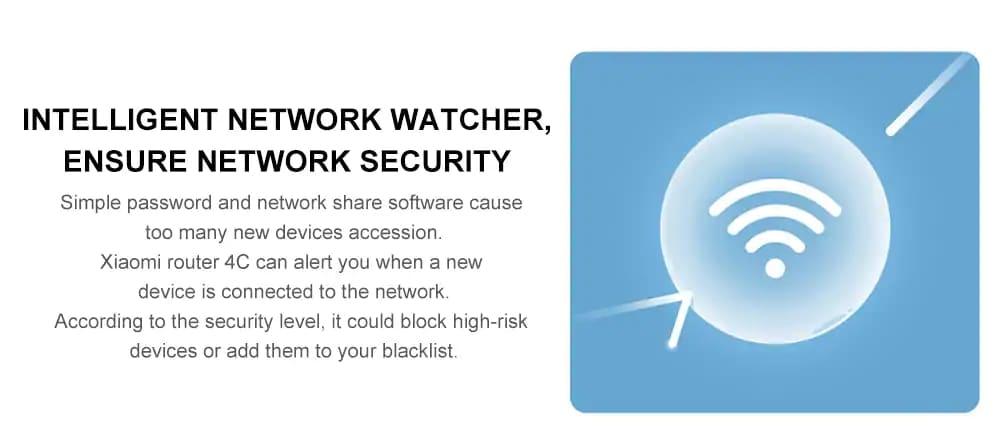 INTELLIGENT NETWORK WATCHER,
ENSURE NETWORK SECURITY
Simple password and network share software cause
too many new devices accession.
Xiaomi router 4C can alert you when a new
device is connected to the network.
According to the security level, it could block high-risk
devices or add them to your blacklist.